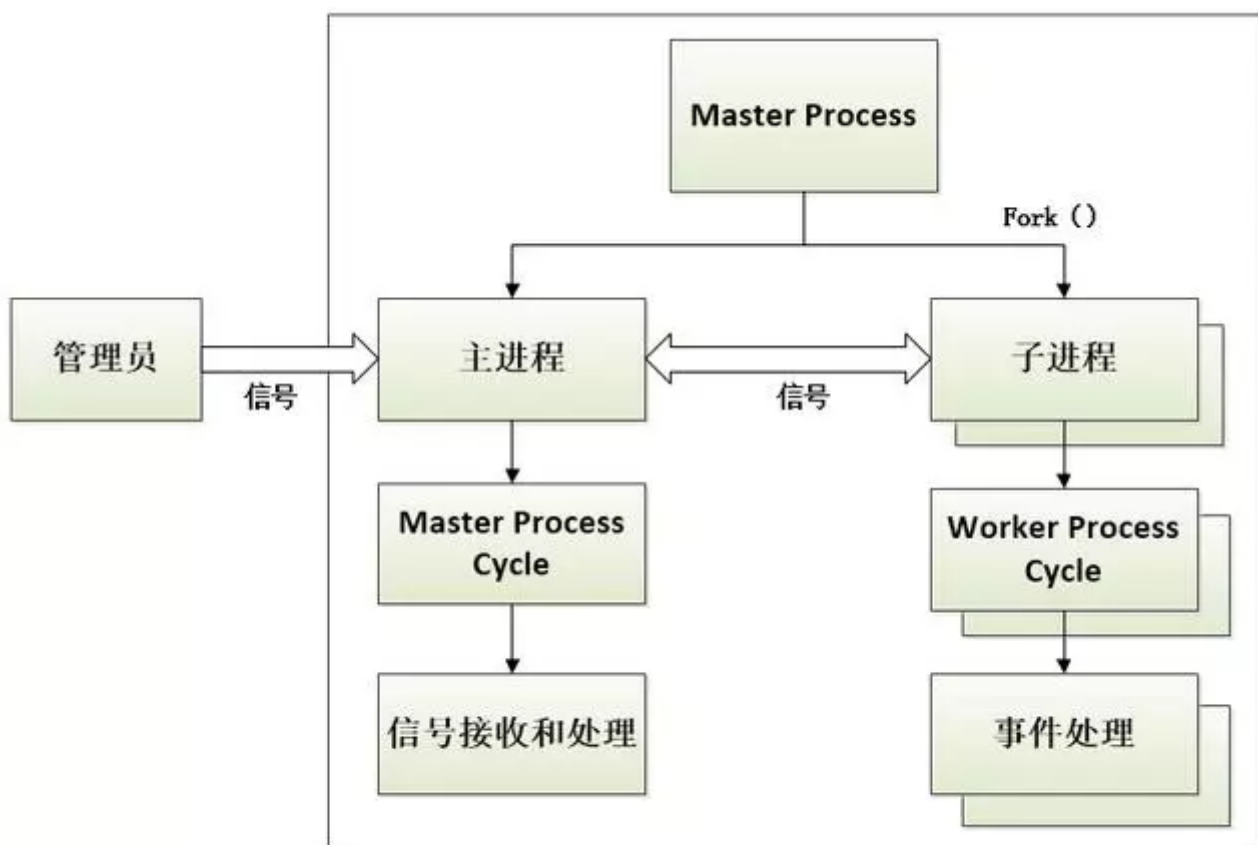 Master Process
Fork（）
管理员
信号
主进程
信号
子进程
Master Process
Cycle
Worker Process
Cycle
信号接收和处理
事件处理